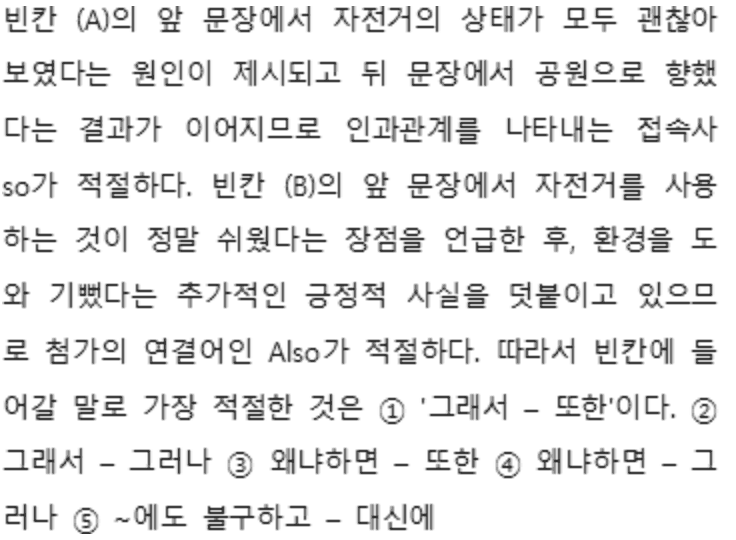 빈칸 (A)의 앞 문장에서 자전거의 상태가 모두 괜찮아
보였다는 원인이 제시되고 뒤 문장에서 공원으로 향했
다는 결과가 이어지므로 인과관계를 나타내는 접속사
so가 적절하다. 빈칸 (B)의 앞 문장에서 자전거를 사용
하는 것이 정말 쉬웠다는 장점을 언급한 후, 환경을 도
와 기뻤다는 추가적인 긍정적 사실을 덧붙이고 있으므
로 첨가의 연결어인 Also가 적절하다. 따라서 빈칸에 들
어갈 말로 가장 적절한 것은 ① '그래서 – 또한'이다. ②
그래서 – 그러나 ③ 왜냐하면 – 또한 ④ 왜냐하면 – 그
러나 ⑤ ~에도 불구하고 – 대신에